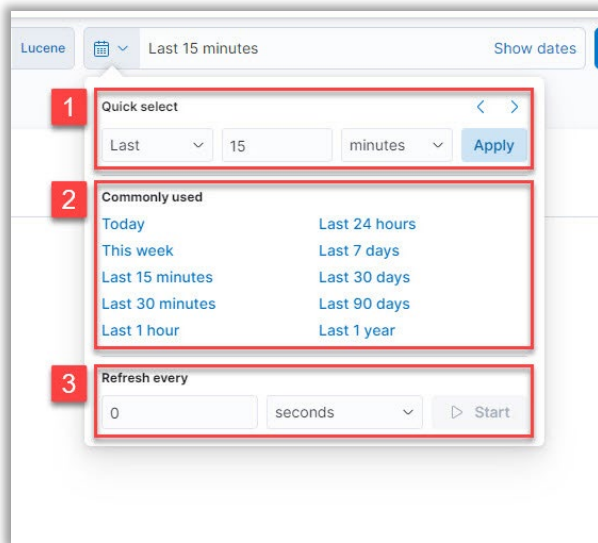 Lucene Last 15 minutes Show dates
1 Quick select
Last 15 minutes Apply
2 Commonly used
Today Last 24 hours
This week Last 7 days
Last 15 minutes Last 30 days
Last 30 minutes Last 90 days
Last 1 hour Last 1 year
3 Refresh every
0 seconds Start